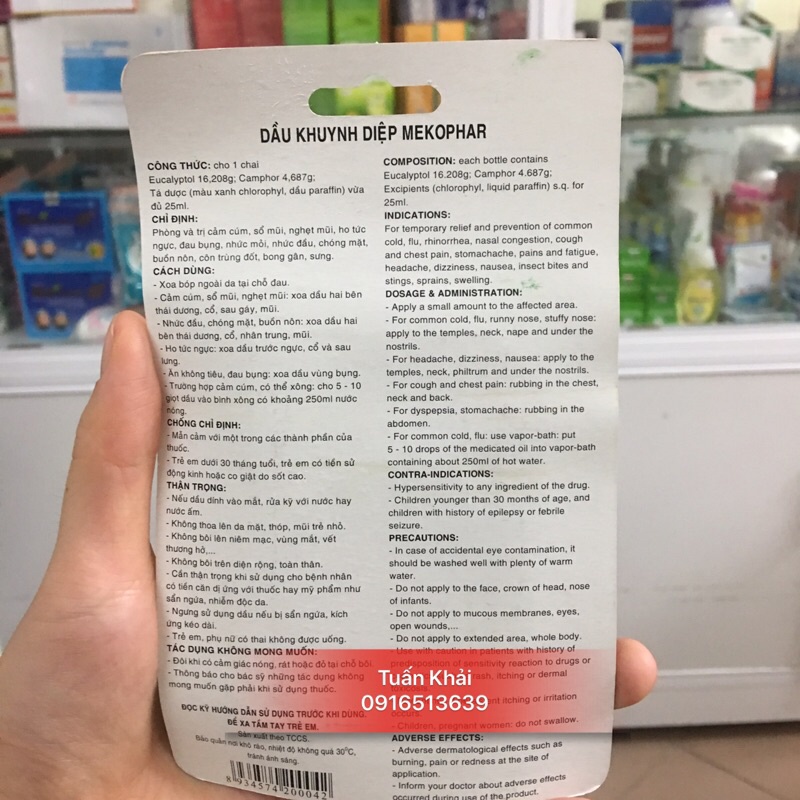 DẦU KHUYNH DIỆP MEKOPHAR
CÔNG THỨC: cho 1 chai
Eucalyptol 16,208g; Camphor 4,687g;
Tá dược (màu xanh chlorophyl, dầu paraffin) vừa
đủ 25ml.
CHỈ ĐỊNH:
Phòng và trị cảm cúm, sổ mũi, nghẹt mũi, ho tức
ngực, đau bụng, nhức mỏi, nhức đầu, chóng mặt,
buồn nôn, côn trùng đốt, bong gân, sưng.
CÁCH DÙNG:
- Xoa bóp ngoài da tại chỗ đau.
- Cảm cúm, sổ mũi, nghẹt mũi: xoa dầu hai bên
thái dương, cổ, sau gáy, mũi.
- Nhức đầu, chóng mặt, buồn nôn: xoa dầu hai
bên thái dương, cổ, nhân trung, mũi.
- Ho tức ngực: xoa dầu trước ngực, cổ và sau
lưng.
- Ăn không tiêu, đau bụng: xoa dầu vùng bụng.
- Trường hợp cảm cúm, có thể xông: cho 5 - 10
giọt dầu vào bình xông có khoảng 250ml nước
nóng.
CHỐNG CHỈ ĐỊNH:
- Mẫn cảm với một trong các thành phần của
thuốc.
- Trẻ em dưới 30 tháng tuổi, trẻ em có tiền sử
động kinh hoặc co giật do sốt cao.
THẬN TRỌNG:
- Nếu dầu dính vào mắt, rửa kỹ với nước hay
nước ấm.
- Không thoa lên da mặt, thóp, mũi trẻ nhỏ.
- Không bôi lên niêm mạc, vùng mắt, vết
thương hở,...
- Không bôi trên diện rộng, toàn thân.
- Cẩn thận trọng khi sử dụng cho bệnh nhân
có tiền căn dị ứng với thuốc hay mỹ phẩm như
sẩn ngứa, nhiễm độc da.
- Ngưng sử dụng dầu nếu bị sẩn ngứa, kích
ứng kéo dài.
- Trẻ em, phụ nữ có thai không được uống.
TÁC DỤNG KHÔNG MONG MUỐN:
- Đôi khi có cảm giác nóng, rát hoặc đỏ tại chỗ bôi.
- Thông báo cho bác sỹ những tác dụng không
mong muốn gặp phải khi sử dụng thuốc.
ĐỌC KỸ HƯỚNG DẪN SỬ DỤNG TRƯỚC KHI DÙNG.
ĐỂ XA TẦM TAY TRẺ EM.
Sản xuất theo TCCS.
Bảo quản nơi khô ráo, nhiệt độ không quá 30°C,
tránh ánh sáng.
8 934574 200042
COMPOSITION: each bottle contains
Eucalyptol 16.208g; Camphor 4.687g;
Excipients (chlorophyl, liquid paraffin) s.q. for
25ml.
INDICATIONS:
For temporary relief and prevention of common
cold, flu, rhinorrhea, nasal congestion, cough
and chest pain, stomachache, pains and fatigue,
headache, dizziness, nausea, insect bites and
stings, sprains, swelling.
DOSAGE & ADMINISTRATION:
- Apply a small amount to the affected area.
- For common cold, flu, runny nose, stuffy nose:
apply to the temples, neck, nape and under the
nostrils.
- For headache, dizziness, nausea: apply to the
temples, neck, philtrum and under the nostrils.
- For cough and chest pain: rubbing in the chest,
neck and back.
- For dyspepsia, stomachache: rubbing in the
abdomen.
- For common cold, flu: use vapor-bath: put
5 - 10 drops of the medicated oil into vapor-bath
containing about 250ml of hot water.
CONTRA-INDICATIONS:
- Hypersensitivity to any ingredient of the drug.
- Children younger than 30 months of age, and
children with history of epilepsy or febrile
seizure.
PRECAUTIONS:
- In case of accidental eye contamination, it
should be washed well with plenty of warm
water.
- Do not apply to the face, crown of head, nose
of infants.
- Do not apply to mucous membranes, eyes,
open wounds,...
- Do not apply to extended area, whole body.
- Use with caution in patients with history of
predisposition of sensitivity reaction to drugs or
rash, itching or dermal
itching or irritation
occurs.
- Children, pregnant women: do not swallow.
ADVERSE EFFECTS:
- Adverse dermatological effects such as
burning, pain or redness at the site of
application.
- Inform your doctor about adverse effects
occurred during use of the product.
Tuấn Khải
0916513639